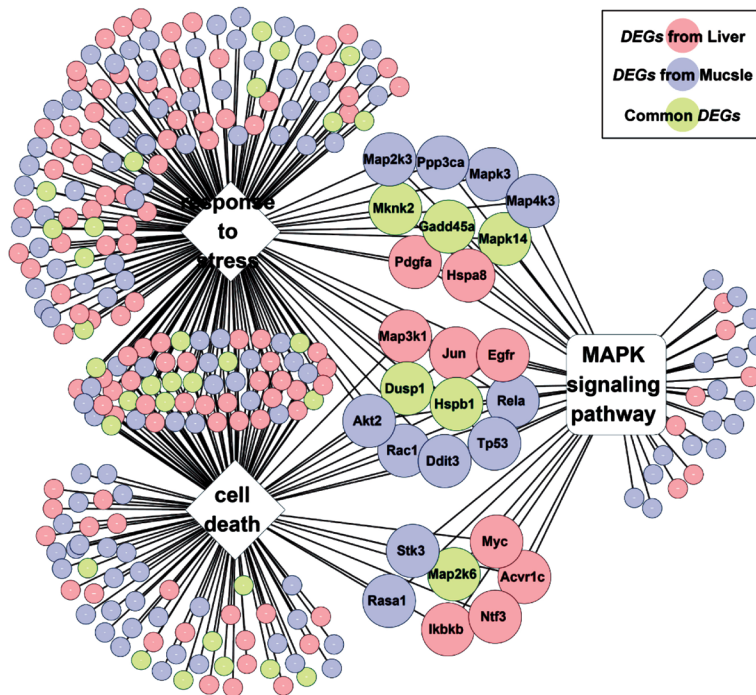 DEGs from Liver
DEGs from Mucsle
Common DEGs
Map2k3
Ppp3ca
Mapk3
Map4k3
Mknk2
Gadd45a
Mapk14
Pdgfa
Hspa8
response
to
stress
Map3k1
Jun
Egfr
Dusp1
Hspb1
Rela
Akt2
Rac1
Ddit3
Tp53
MAPK
signaling
pathway
cell
death
Stk3
Myc
Map2k6
Acvr1c
Rasa1
Ikbkb
Ntf3